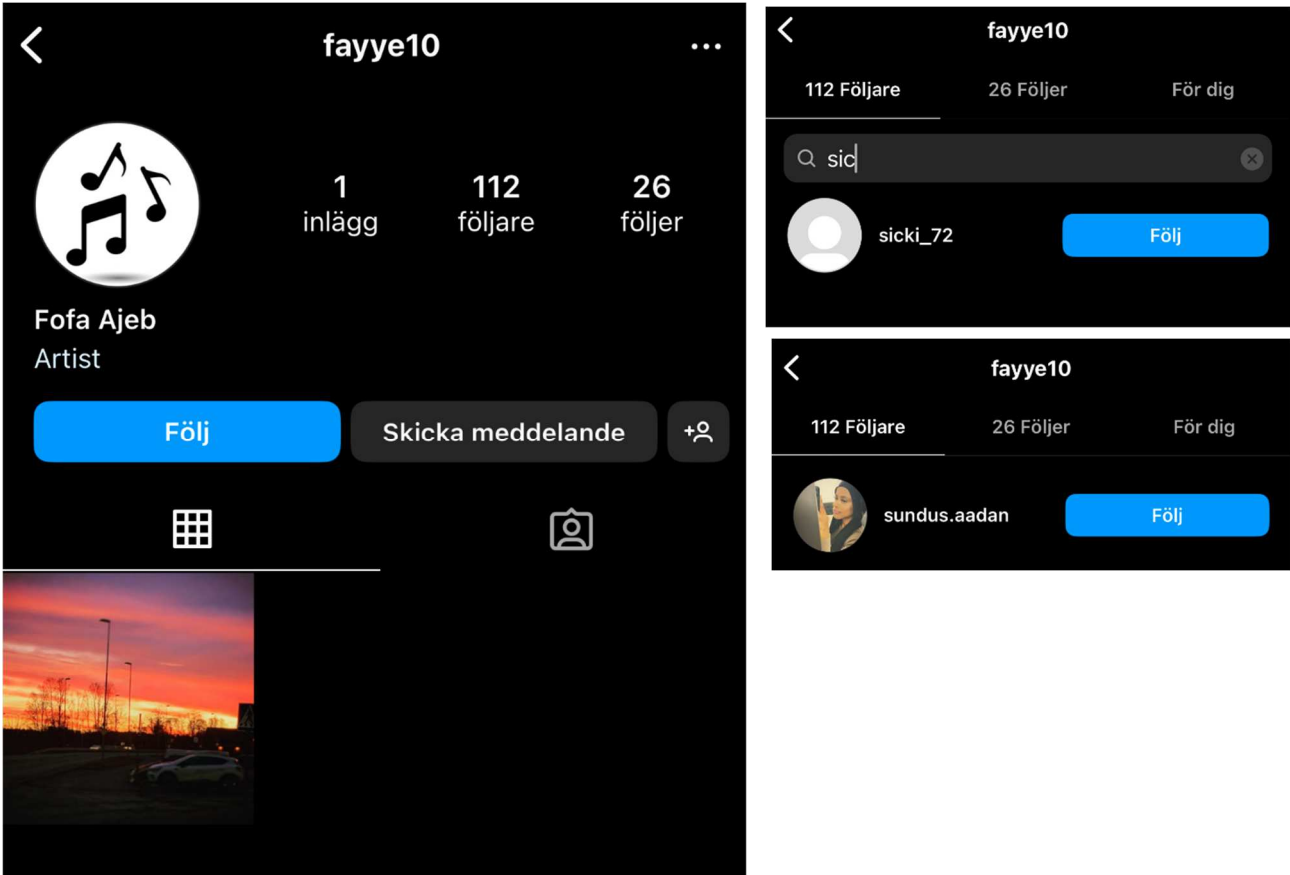 fayye10
1 112 26
inlägg följare följer
Fofa Ajeb
Artist
Följ Skicka meddelande
fayye10
112 Följare 26 Följer För dig
sic
sicki_72 Följ
fayye10
112 Följare 26 Följer För dig
sundus.aadan Följ